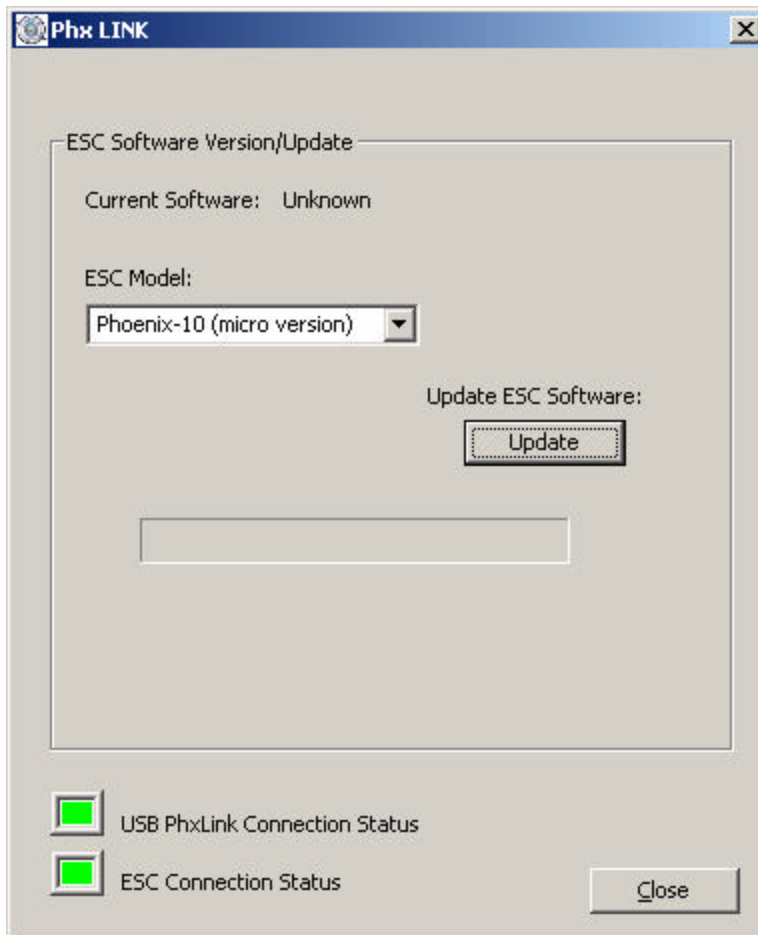 Phx LINK
ESC Software Version/Update
Current Software: Unknown
ESC Model:
Phoenix-10 (micro version)
Update ESC Software:
Update
USB PhxLink Connection Status
ESC Connection Status
Close